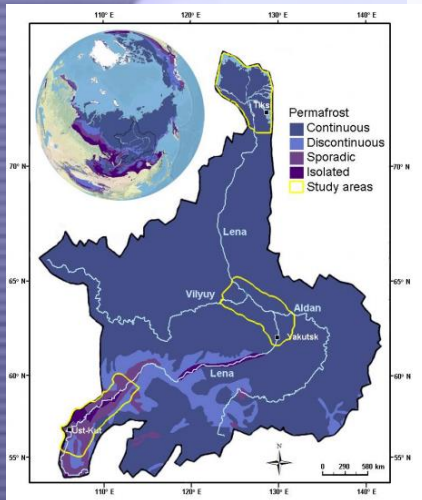 110° E 120° E 130° E 140° E
Tiksi
Permafrost
Continuous
Discontinuous
Sporadic
Isolated
Study areas
70° N
70° N
Lena
65° N
65° N
Vilyuy
Aldan
Yakutsk
Lena
60° N
60° N
Ust-Kut
55° N
55° N
N
0 290 580 km
110° E 120° E 130° E 140° E